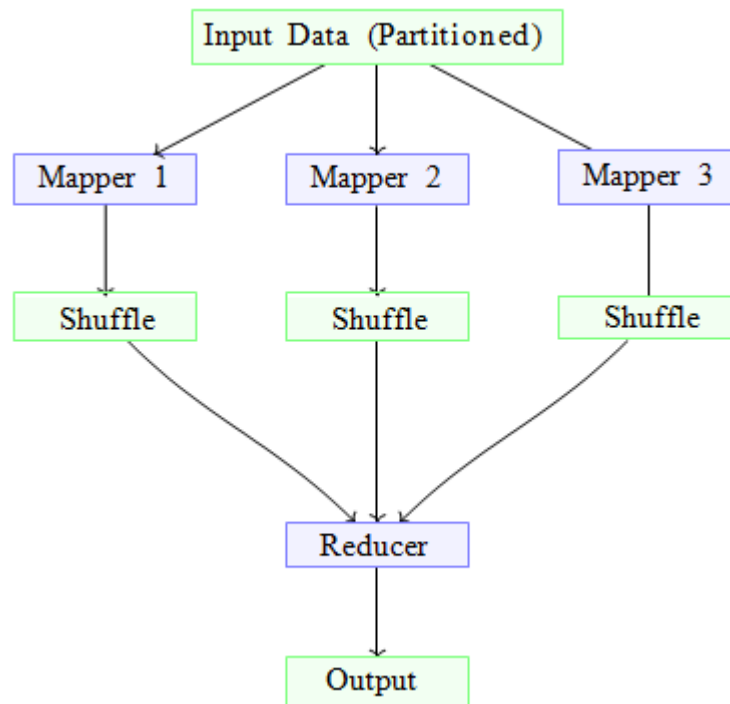 Input Data (Partitioned)
Mapper 1
Mapper 2
Mapper 3
Shuffle
Shuffle
Shuffle
Reducer
Output